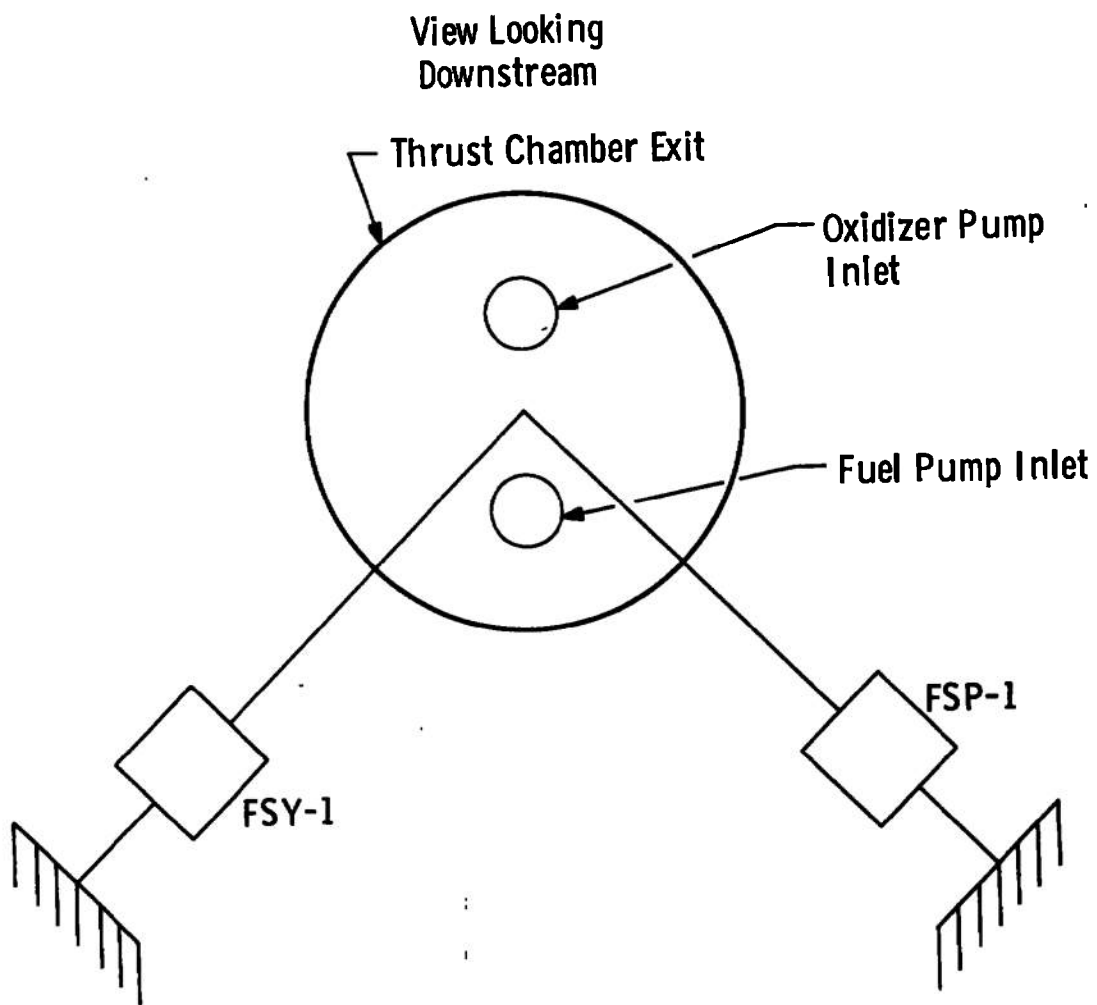 View Looking
Downstream
Thrust Chamber Exit
Oxidizer Pump
Inlet
Fuel Pump Inlet
FSP-1
FSY-1